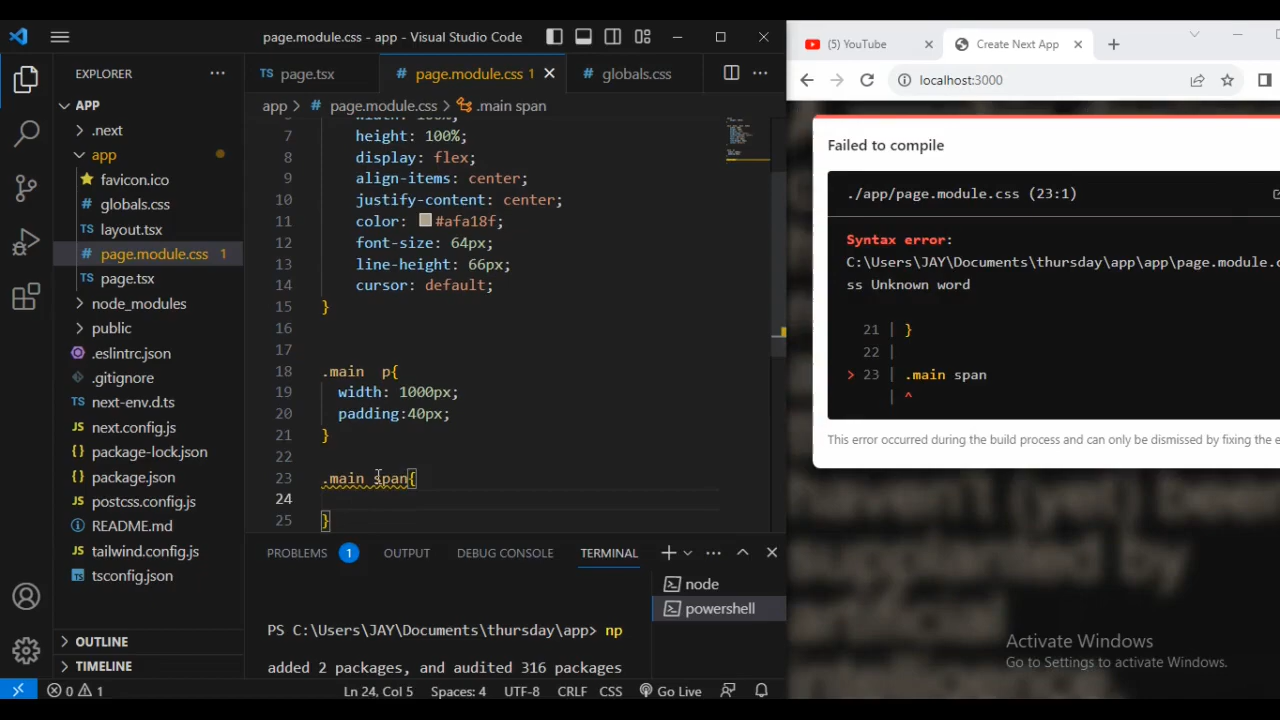 page.module.css - app - Visual Studio Code
EXPLORER
APP
.next
app
favicon.ico
globals.css
layout.tsx
page.module.css 1
page.tsx
node_modules
public
.eslintrc.json
.gitignore
next-env.d.ts
next.config.js
package-lock.json
package.json
postcss.config.js
README.md
tailwind.config.js
tsconfig.json
OUTLINE
TIMELINE
page.tsx
page.module.css 1
globals.css
app > page.module.css > .main span
7 height: 100%;
8 display: flex;
9 align-items: center;
10 justify-content: center;
11 color: #afa18f;
12 font-size: 64px;
13 line-height: 66px;
14 cursor: default;
15 }
16
17
18 .main  p{
19 width: 1000px;
20 padding:40px;
21 }
22
23 .main span{
24
25 }
PROBLEMS 1 OUTPUT DEBUG CONSOLE TERMINAL
node
powershell
PS C:\Users\JAY\Documents\thursday\app> np
added 2 packages, and audited 316 packages
0 1 Ln 24, Col 5 Spaces: 4 UTF-8 CRLF CSS Go Live
(5) YouTube
Create Next App
localhost:3000
Failed to compile
./app/page.module.css (23:1)
Syntax error:
C:\Users\JAY\Documents\thursday\app\app\page.module.c
ss Unknown word
21 | }
22 |
> 23 | .main span
| ^
This error occurred during the build process and can only be dismissed by fixing the e
haven't (yet) been
supplanted by
artificial
intelligence.
Activate Windows
Go to Settings to activate Windows.